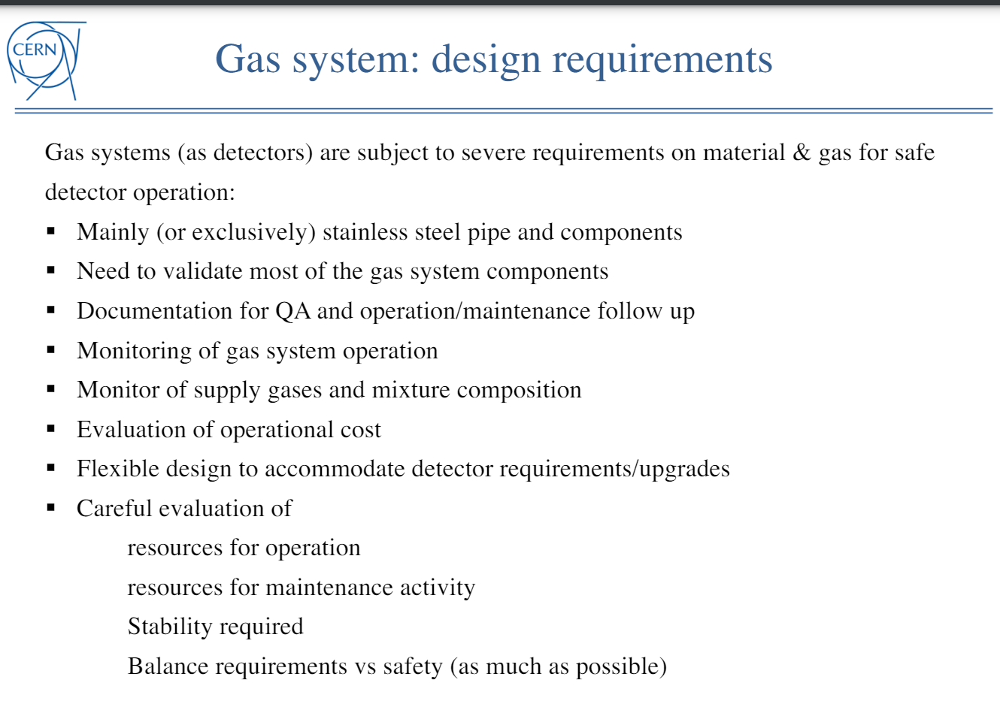 CERN
Gas system: design requirements
Gas systems (as detectors) are subject to severe requirements on material & gas for safe
detector operation:
▪ Mainly (or exclusively) stainless steel pipe and components
▪ Need to validate most of the gas system components
▪ Documentation for QA and operation/maintenance follow up
▪ Monitoring of gas system operation
▪ Monitor of supply gases and mixture composition
▪ Evaluation of operational cost
▪ Flexible design to accommodate detector requirements/upgrades
▪ Careful evaluation of
resources for operation
resources for maintenance activity
Stability required
Balance requirements vs safety (as much as possible)